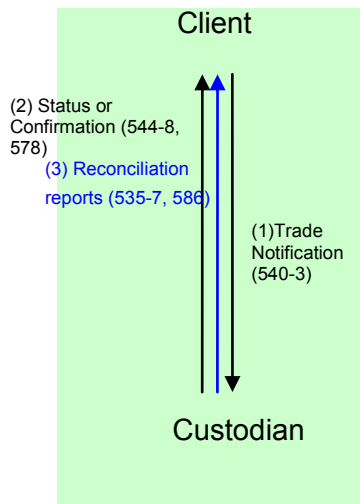 Client
(2) Status or
Confirmation (544-8,
578)
(3) Reconciliation
reports (535-7, 586)
(1)Trade
Notification
(540-3)
Custodian